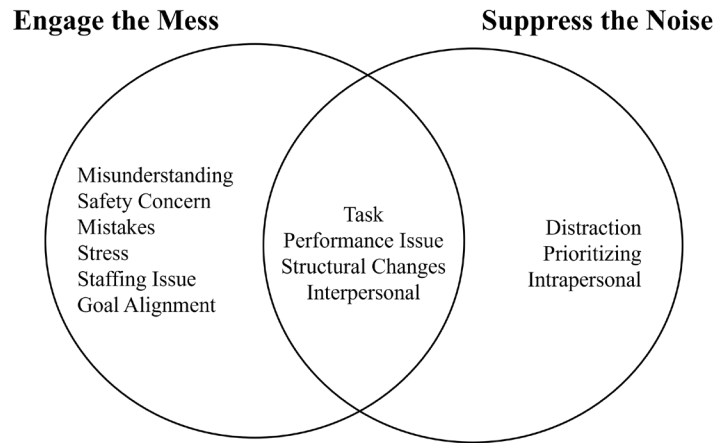 Engage the Mess
Suppress the Noise
Misunderstanding
Safety Concern
Mistakes
Stress
Staffing Issue
Goal Alignment
Task
Performance Issue
Structural Changes
Interpersonal
Distraction
Prioritizing
Intrapersonal